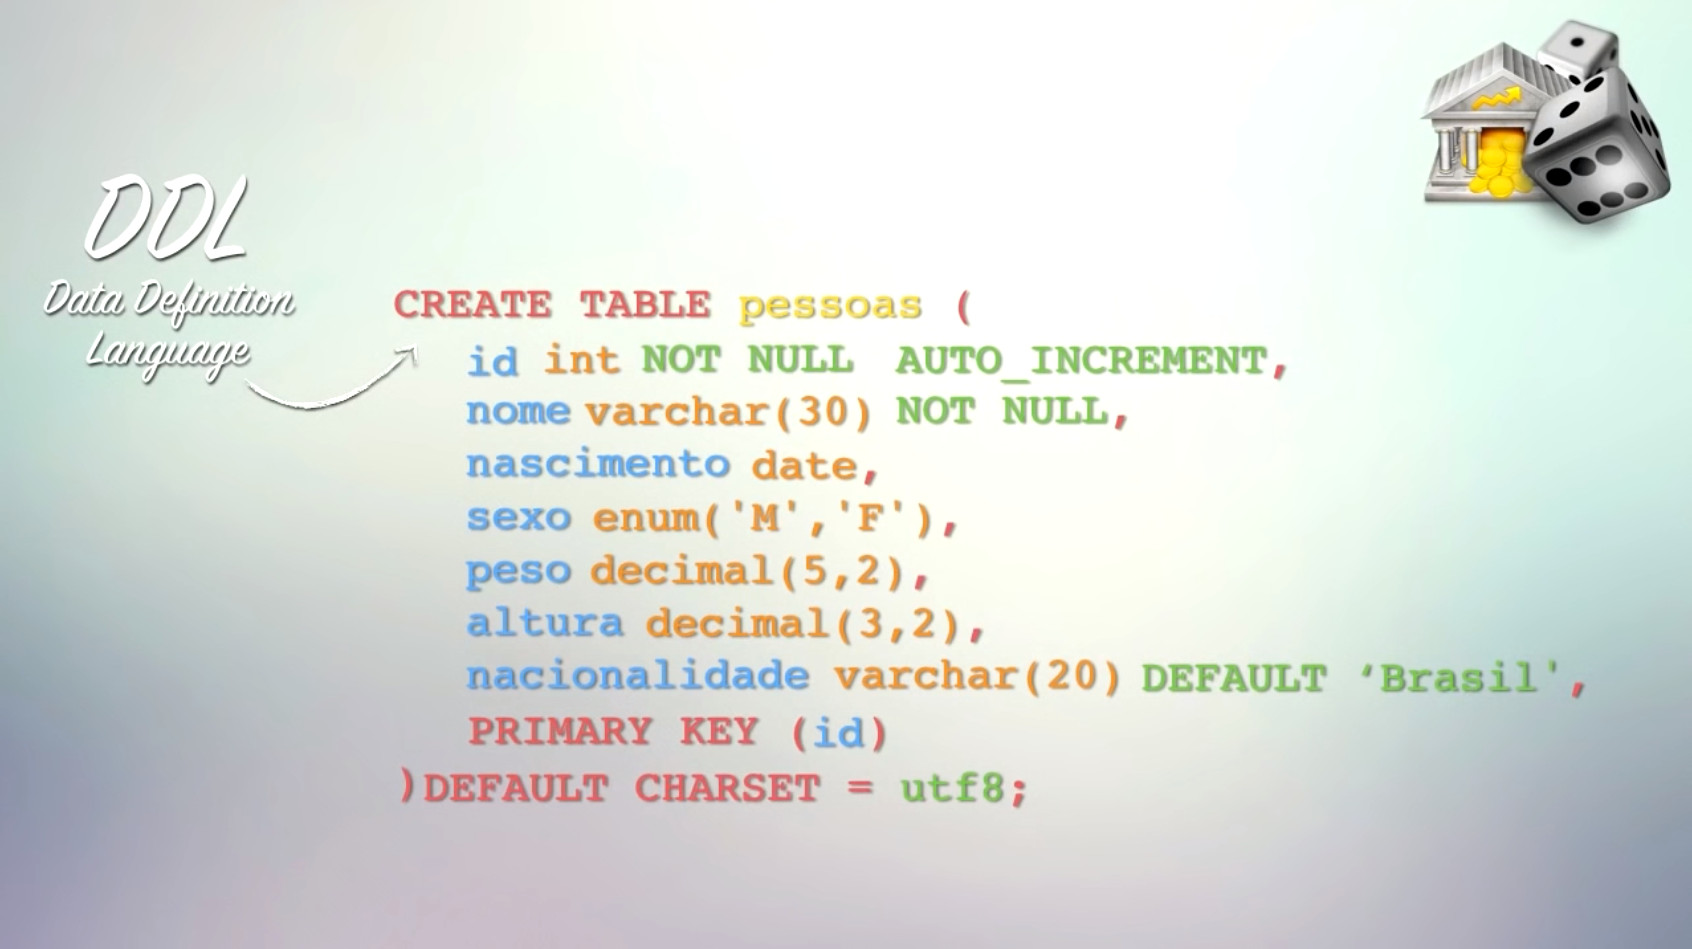 DDL
Data Definition
Language
CREATE TABLE pessoas (
id int NOT NULL AUTO_INCREMENT,
nome varchar(30) NOT NULL,
nascimento date,
sexo enum('M','F'),
peso decimal(5,2),
altura decimal(3,2),
nacionalidade varchar(20) DEFAULT ‘Brasil',
PRIMARY KEY (id)
)DEFAULT CHARSET = utf8;